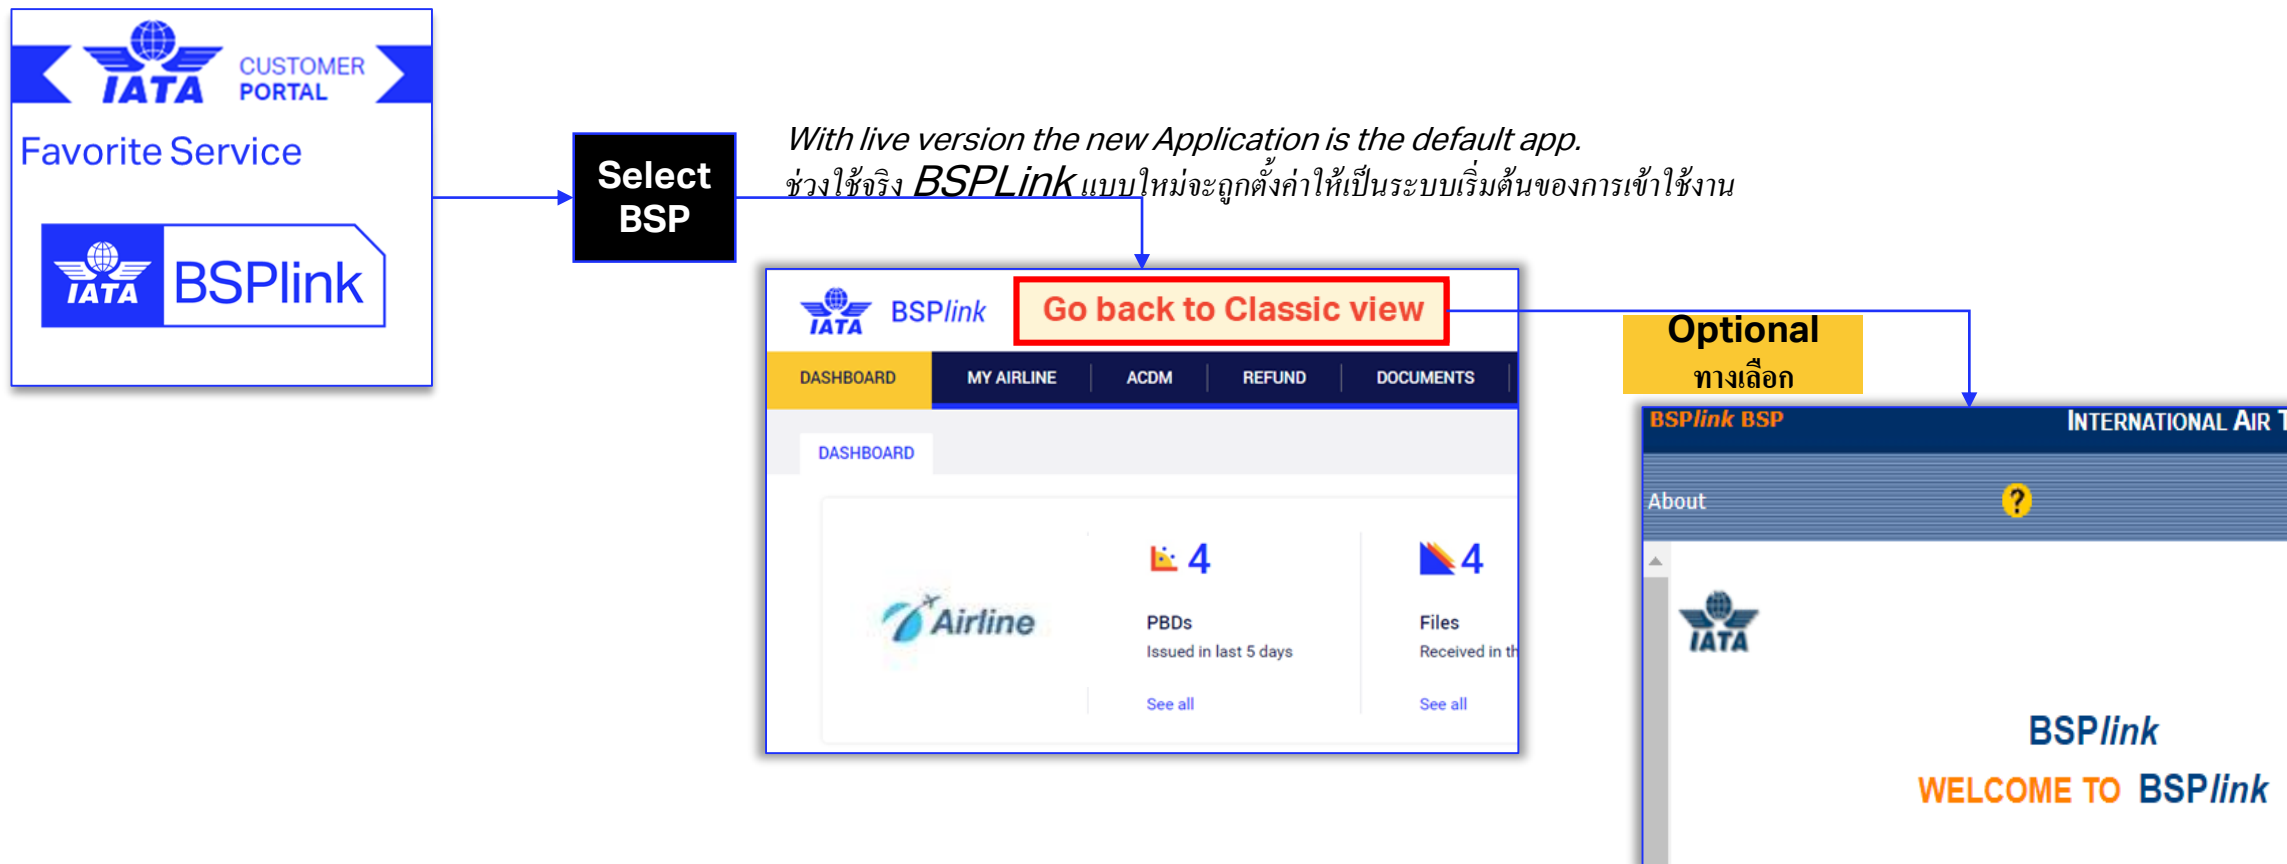 IATA
CUSTOMER
PORTAL
Favorite Service
IATA BSPlink
Select
BSP
With live version the new Application is the default app.
ช่วงใช้จริง BSPLink แบบใหม่จะถูกตั้งค่าให้เป็นระบบเริ่มต้นของการเข้าใช้งาน
IATA BSPlink Go back to Classic view
DASHBOARD MY AIRLINE ACDM REFUND DOCUMENTS
DASHBOARD
4 4
Airline
PBDs Files
Issued in last 5 days Received in th
See all See all
Optional
ทางเลือก
BSPlink BSP INTERNATIONAL AIR T
About ?
IATA
BSPlink
WELCOME TO BSPlink